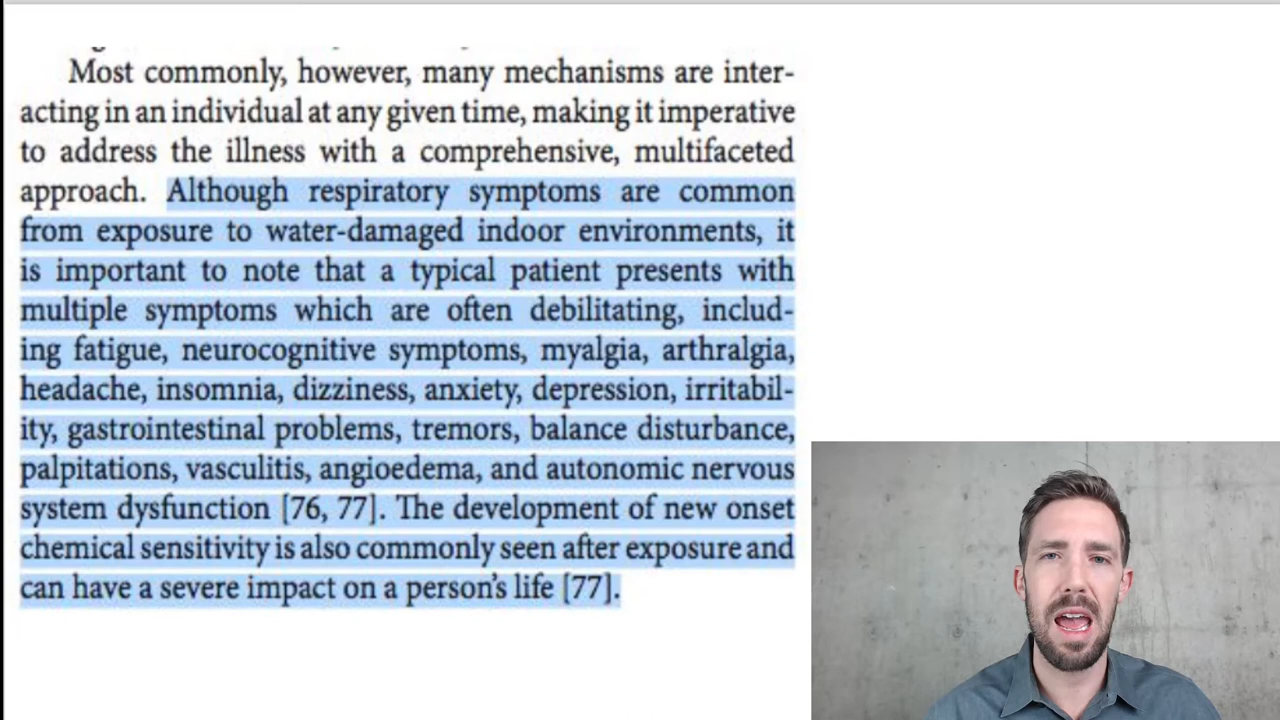 Most commonly, however, many mechanisms are inter-
acting in an individual at any given time, making it imperative
to address the illness with a comprehensive, multifaceted
approach. Although respiratory symptoms are common
from exposure to water-damaged indoor environments, it
is important to note that a typical patient presents with
multiple symptoms which are often debilitating, includ-
ing fatigue, neurocognitive symptoms, myalgia, arthralgia,
headache, insomnia, dizziness, anxiety, depression, irritabil-
ity, gastrointestinal problems, tremors, balance disturbance,
palpitations, vasculitis, angioedema, and autonomic nervous
system dysfunction [76, 77]. The development of new onset
chemical sensitivity is also commonly seen after exposure and
can have a severe impact on a person's life [77].